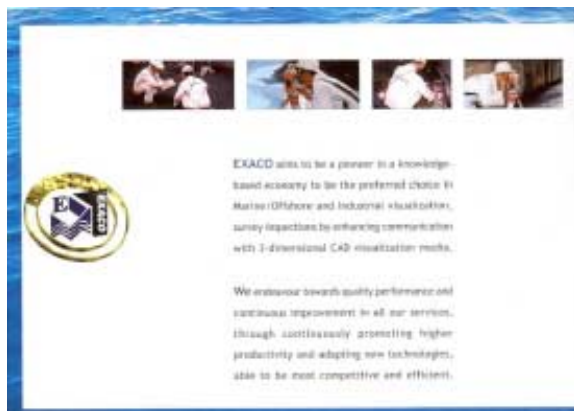 E
EXACO
EXACO aims to be a pioneer in a knowledge-
based economy to be the preferred choice in
Marine/Offshore and Industrial visualization,
survey inspections by enhancing communication
with 3-dimensional CAD visualization media.
We endeavour towards quality performance and
continuous improvement in all our services,
through continuously promoting higher
productivity and adapting new technologies,
able to be most competitive and efficient.